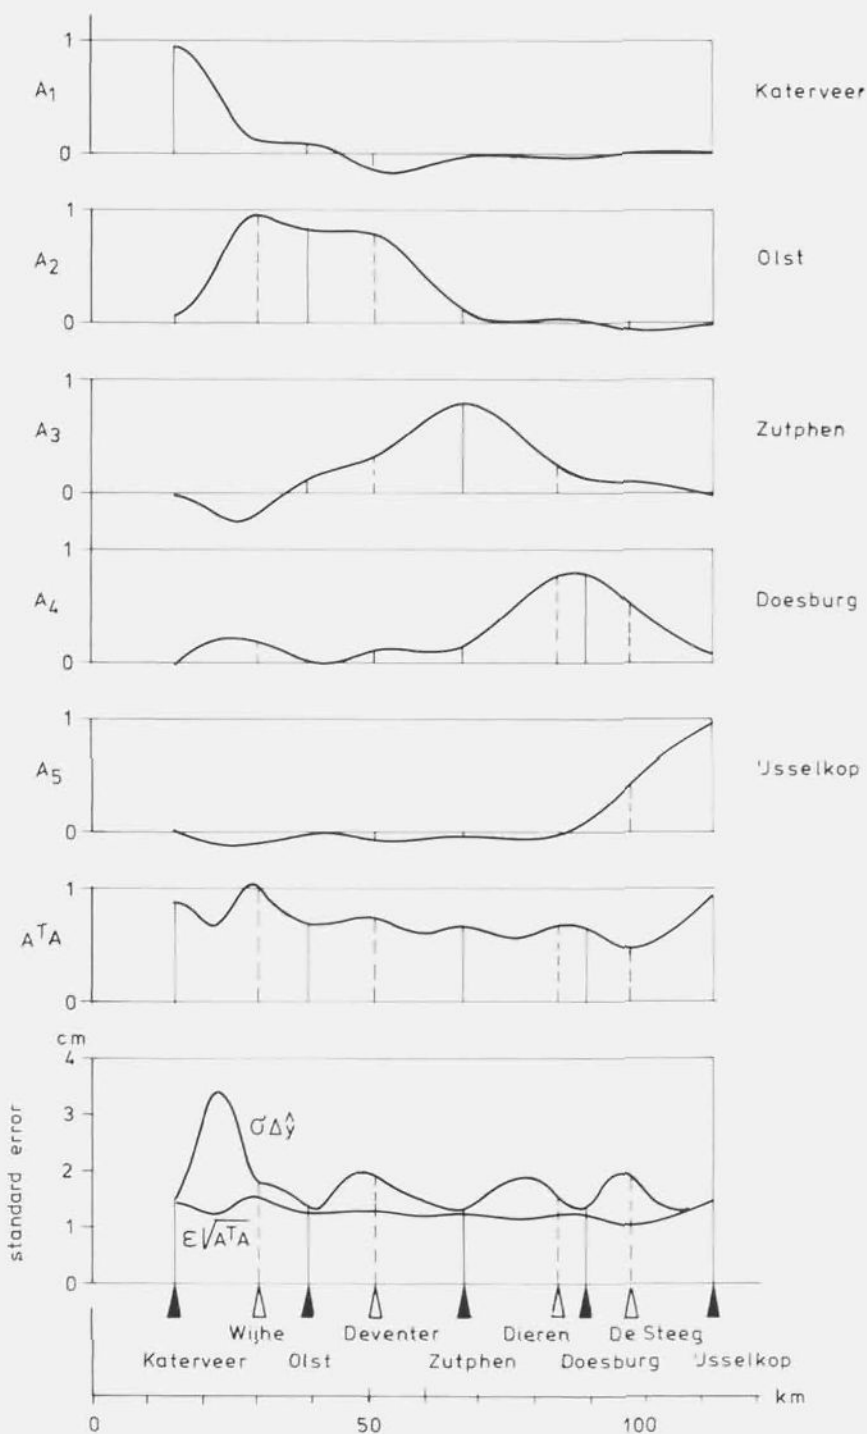 1
A1
Katerveer
0
1
A2
Olst
0
1
A3
Zutphen
0
1
A4
Doesburg
0
1
A5
'Jsselkop
0
1
ATA
0
cm
4
3
σΔŷ
2
standard error
1
ε√ATA
0
Wijhe Deventer Dieren De Steeg
Katerveer Olst Zutphen Doesburg 'Jsselkop
km
0 50 100